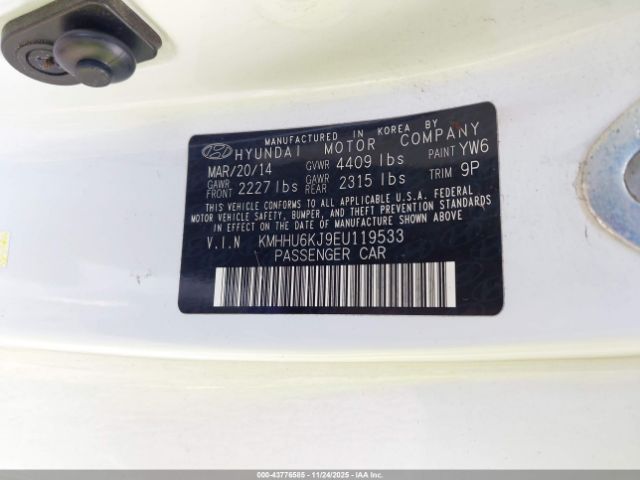 MANUFACTURED IN KOREA BY
HYUNDAI MOTOR COMPANY
MAR/20/14 GVWR 4409 lbs PAINT YW6
GAWR FRONT 2227 lbs GAWR REAR 2315 lbs TRIM 9P
THIS VEHICLE CONFORMS TO ALL APPLICABLE U.S.A. FEDERAL
MOTOR VEHICLE SAFETY, BUMPER, AND THEFT PREVENTION STANDARDS
IN EFFECT ON THE DATE OF MANUFACTURE SHOWN ABOVE.
V.I.N KMHHU6KJ9EU119533
PASSENGER CAR
000-43776585 - 11/24/2025 - IAAI.COM